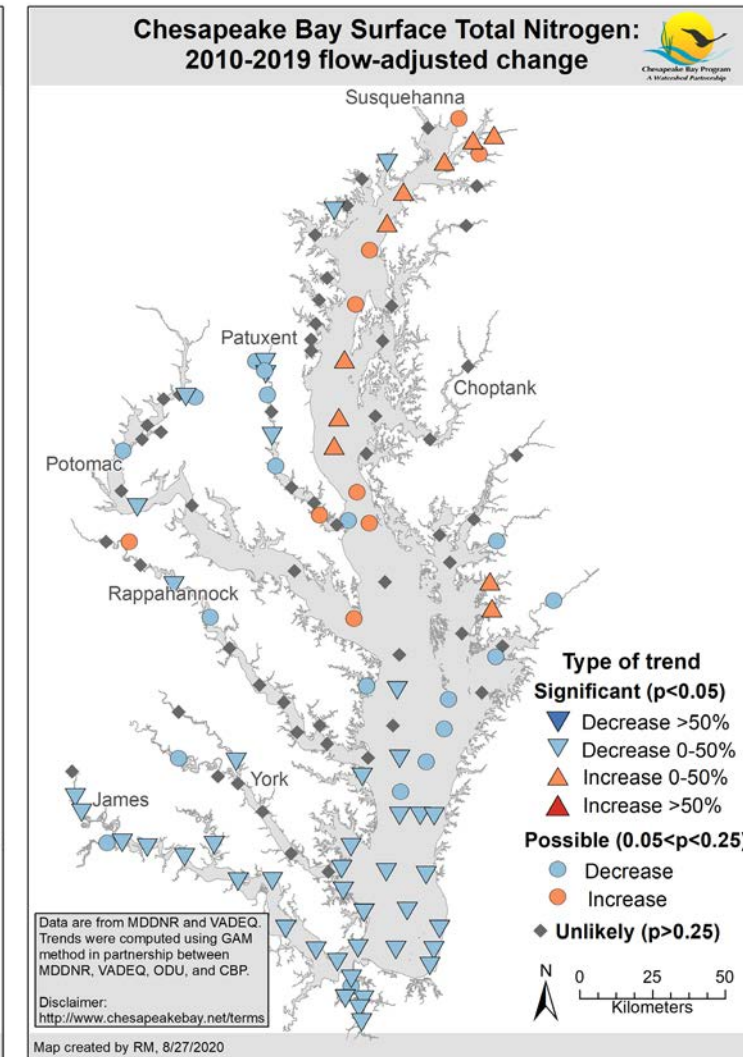 Chesapeake Bay Surface Total Nitrogen:
2010-2019 flow-adjusted change
Chesapeake Bay Program
A Watershed Partnership
Susquehanna
Patuxent
Choptank
Potomac
Rappahannock
York
James
Type of trend
Significant (p<0.05)
Decrease >50%
Decrease 0-50%
Increase 0-50%
Increase >50%
Possible (0.05<p<0.25)
Decrease
Increase
Unlikely (p>0.25)
Data are from MDDNR and VADEQ.
Trends were computed using GAM
method in partnership between
MDDNR, VADEQ, ODU, and CBP.
Disclaimer:
http://www.chesapeakebay.net/terms
N
0 25 50
Kilometers
Map created by RM, 8/27/2020